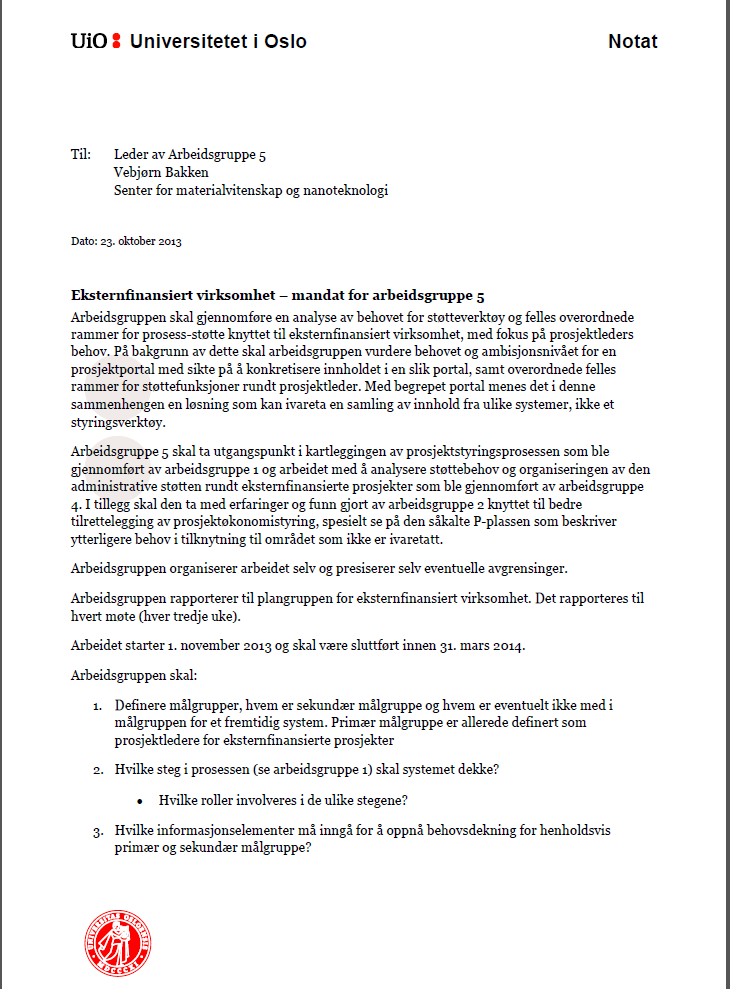 UiO Universitetet i Oslo Notat
Til: Leder av Arbeidsgruppe 5
Vebjørn Bakken
Senter for materialvitenskap og nanoteknologi
Dato: 23. oktober 2013
Eksternfinansiert virksomhet – mandat for arbeidsgruppe 5
Arbeidsgruppen skal gjennomføre en analyse av behovet for støtteverktøy og felles overordnede
rammer for prosess-støtte knyttet til eksternfinansiert virksomhet, med fokus på prosjektleders
behov. På bakgrunn av dette skal arbeidsgruppen vurdere behovet og ambisjonsnivået for en
prosjektportal med sikte på å konkretisere innholdet i en slik portal, samt overordnede felles
rammer for støttefunksjoner rundt prosjektleder. Med begrepet portal menes det i denne
sammenhengen en løsning som kan ivareta en samling av innhold fra ulike systemer, ikke et
styringsverktøy.
Arbeidsgruppe 5 skal ta utgangspunkt i kartleggingen av prosjektstyringsprosessen som ble
gjennomført av arbeidsgruppe 1 og arbeidet med å analysere støttebehov og organiseringen av den
administrative støtten rundt eksternfinansierte prosjekter som ble gjennomført av arbeidsgruppe
4. I tillegg skal den ta med erfaringer og funn gjort av arbeidsgruppe 2 knyttet til bedre
tilrettelegging av prosjektøkonomistyring, spesielt se på den såkalte P-plassen som beskriver
ytterligere behov i tilknytning til området som ikke er ivaretatt.
Arbeidsgruppen organiserer arbeidet selv og presiserer selv eventuelle avgrensinger.
Arbeidsgruppen rapporterer til plangruppen for eksternfinansiert virksomhet. Det rapporteres til
hvert møte (hver tredje uke).
Arbeidet starter 1. november 2013 og skal være sluttført innen 31. mars 2014.
Arbeidsgruppen skal:
1. Definere målgrupper, hvem er sekundær målgruppe og hvem er eventuelt ikke med i
målgruppen for et fremtidig system. Primær målgruppe er allerede definert som
prosjektledere for eksternfinansierte prosjekter
2. Hvilke steg i prosessen (se arbeidsgruppe 1) skal systemet dekke?
• Hvilke roller involveres i de ulike stegene?
3. Hvilke informasjonselementer må inngå for å oppnå behovsdekning for henholdsvis
primær og sekundær målgruppe?
UNIVERSITAS OSLOENSIS
MDCCCXI